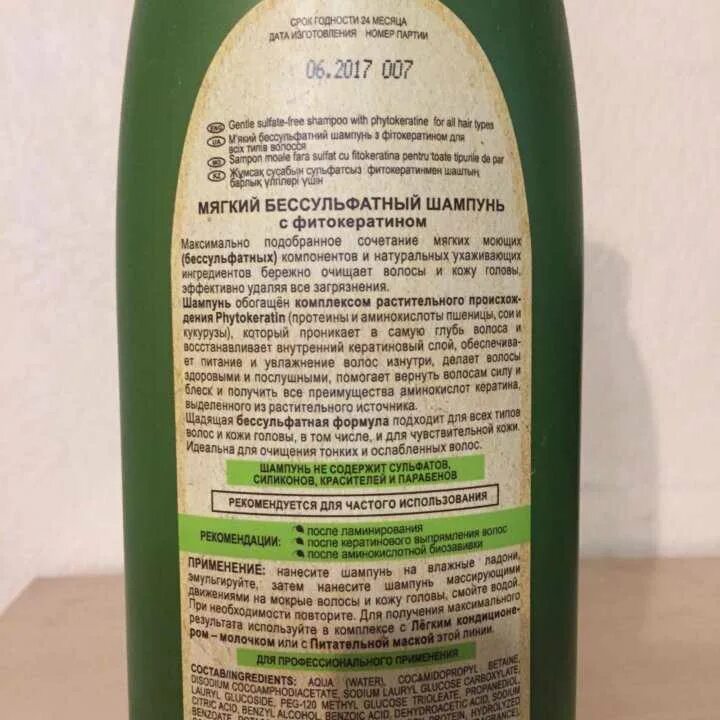 СРОК ГОДНОСТИ 24 МЕСЯЦА
ДАТА ИЗГОТОВЛЕНИЯ НОМЕР ПАРТИИ
06.2017 007
ENG Gentle sulfate-free shampoo with phytokeratine for all hair types
UA М'який бессульфатний шампунь з фітокератином для
всіх типів волосся
MD Sampon moale fara sulfat cu fitokeratina pentru toate tipurile de par
KZ Жұмсақ сусабын сульфатсыз фитокератинмен шаштың
барлық үлгілері үшін
МЯГКИЙ БЕССУЛЬФАТНЫЙ ШАМПУНЬ
с фитокератином
Максимально подобранное сочетание мягких моющих
(бессульфатных) компонентов и натуральных ухаживающих
ингредиентов бережно очищает волосы и кожу головы,
эффективно удаляя все загрязнения.
Шампунь обогащён комплексом растительного происхож-
дения Phytokeratin (протеины и аминокислоты пшеницы, сои и
кукурузы), который проникает в самую глубь волоса и
восстанавливает внутренний кератиновый слой, обеспечива-
ет питание и увлажнение волос изнутри, делает волосы
здоровыми и послушными, помогает вернуть волосам силу и
блеск и получить все преимущества аминокислот кератина,
выделенного из растительного источника.
Щадящая бессульфатная формула подходит для всех типов
волос и кожи головы, в том числе, и для чувствительной кожи.
Идеальна для очищения тонких и ослабленных волос.
ШАМПУНЬ НЕ СОДЕРЖИТ СУЛЬФАТОВ,
СИЛИКОНОВ, КРАСИТЕЛЕЙ И ПАРАБЕНОВ
РЕКОМЕНДУЕТСЯ ДЛЯ ЧАСТОГО ИСПОЛЬЗОВАНИЯ
РЕКОМЕНДАЦИИ: после ламинирования
после кератинового выпрямления волос
после аминокислотной биозавивки
ПРИМЕНЕНИЕ: нанесите шампунь на влажные ладони,
эмульгируйте, затем нанесите шампунь массирующими
движениями на мокрые волосы и кожу головы, смойте водой.
При необходимости повторите. Для получения максимального
результата используйте в комплексе с Лёгким кондиционе-
ром – молочком или с Питательной маской этой линии.
ДЛЯ ПРОФЕССИОНАЛЬНОГО ПРИМЕНЕНИЯ
СОСТАВ/INGREDIENTS: AQUA (WATER), COCAMIDOPROPYL BETAINE,
DISODIUM COCOAMPHODIACETATE, SODIUM LAURYL GLUCOSE CARBOXYLATE,
LAURYL GLUCOSIDE, PEG-120 METHYL GLUCOSE TRIOLEATE, PROPANEDIOL,
CITRIC ACID, BENZYL ALCOHOL, BENZOIC ACID, DEHYDROACETIC ACID, SODIUM
BENZOATE, PROTEIN, HYDROLYZED